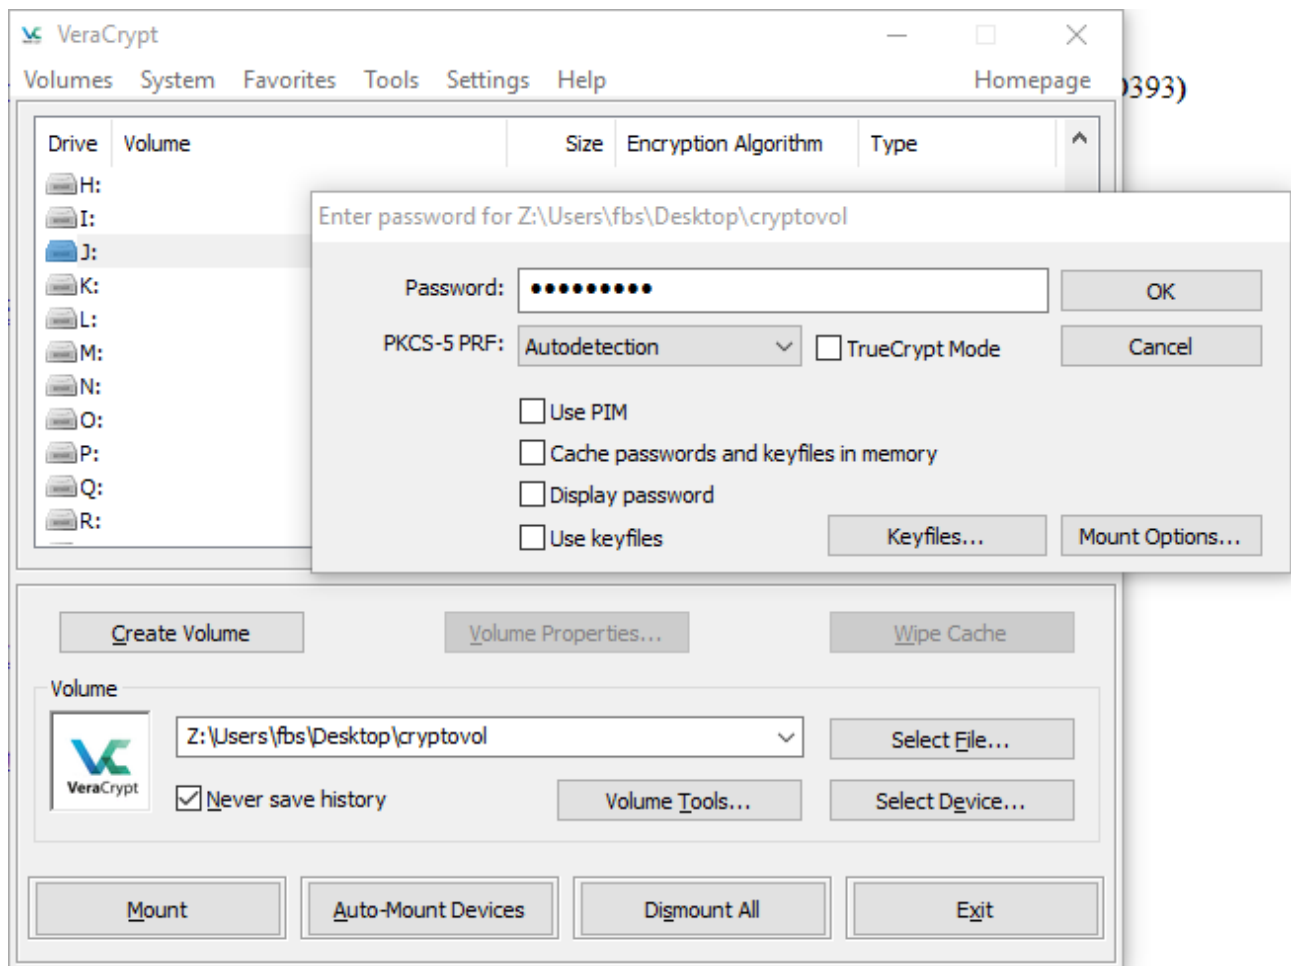 VeraCrypt
Volumes System Favorites Tools Settings Help Homepage
0393)
Drive Volume Size Encryption Algorithm Type
H:
I:
J:
K:
L:
M:
N:
O:
P:
Q:
R:
Enter password for Z:\Users\fbs\Desktop\cryptovol
Password: ●●●●●●●●● OK
PKCS-5 PRF: Autodetection TrueCrypt Mode Cancel
Use PIM
Cache passwords and keyfiles in memory
Display password
Use keyfiles Keyfiles... Mount Options...
Create Volume Volume Properties... Wipe Cache
Volume
Z:\Users\fbs\Desktop\cryptovol Select File...
VeraCrypt
Never save history Volume Tools... Select Device...
Mount Auto-Mount Devices Dismount All Exit